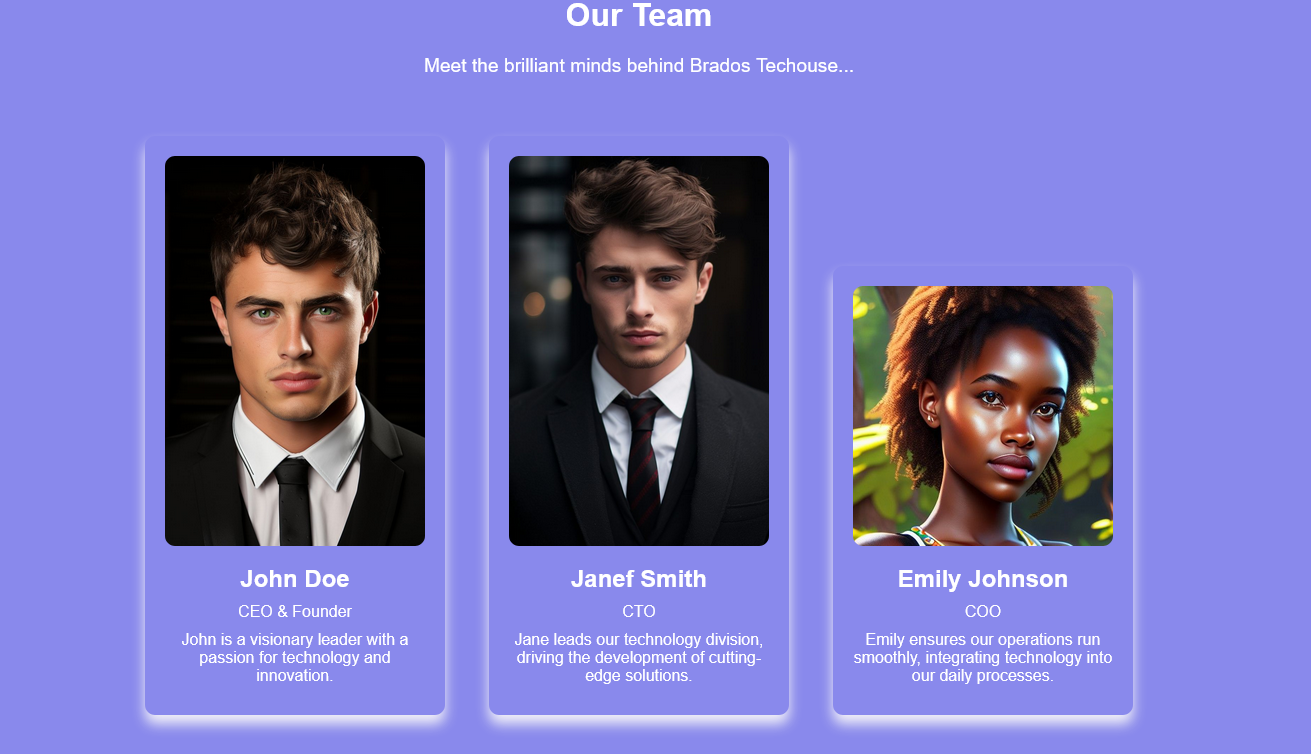 Our Team
Meet the brilliant minds behind Brados Techouse...
John Doe
CEO & Founder
John is a visionary leader with a
passion for technology and
innovation.
Janef Smith
CTO
Jane leads our technology division,
driving the development of cutting-
edge solutions.
Emily Johnson
COO
Emily ensures our operations run
smoothly, integrating technology into
our daily processes.